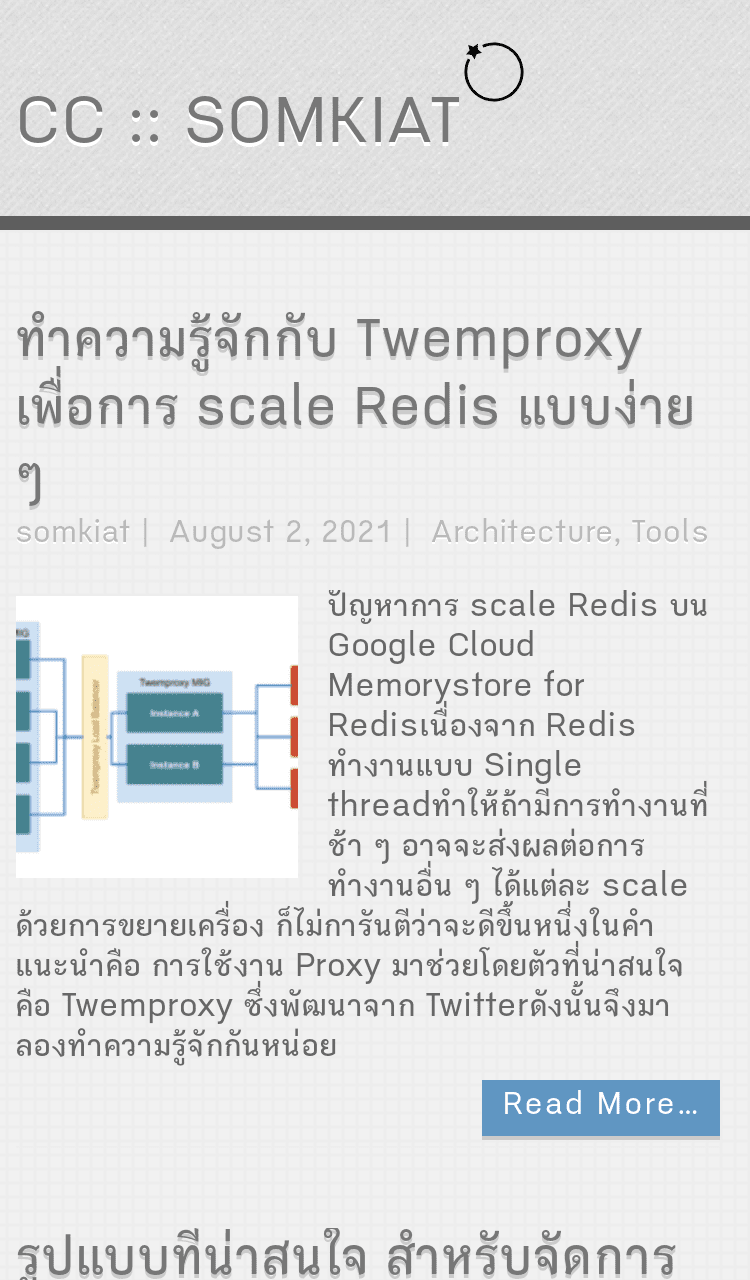 CC :: SOMKIAT
ทำความรู้จักกับ Twemproxy
เพื่อการ scale Redis แบบง่าย
ๆ
somkiat | August 2, 2021 | Architecture, Tools
MIG
Twemproxy Load Balancer
Twemproxy MIG
Instance A
Instance B
ปัญหาการ scale Redis บน
Google Cloud
Memorystore for
Redisเนื่องจาก Redis
ทำงานแบบ Single
threadทำให้ถ้ามีการทำงานที่
ช้า ๆ อาจจะส่งผลต่อการ
ทำงานอื่น ๆ ได้แต่ละ scale
ด้วยการขยายเครื่อง ก็ไม่การันตีว่าจะดีขึ้นหนึ่งในคำ
แนะนำคือ การใช้งาน Proxy มาช่วยโดยตัวที่น่าสนใจ
คือ Twemproxy ซึ่งพัฒนาจาก Twitterดังนั้นจึงมา
ลองทำความรู้จักกันหน่อย
Read More…
รูปแบบที่น่าสนใจ สำหรับจัดการ